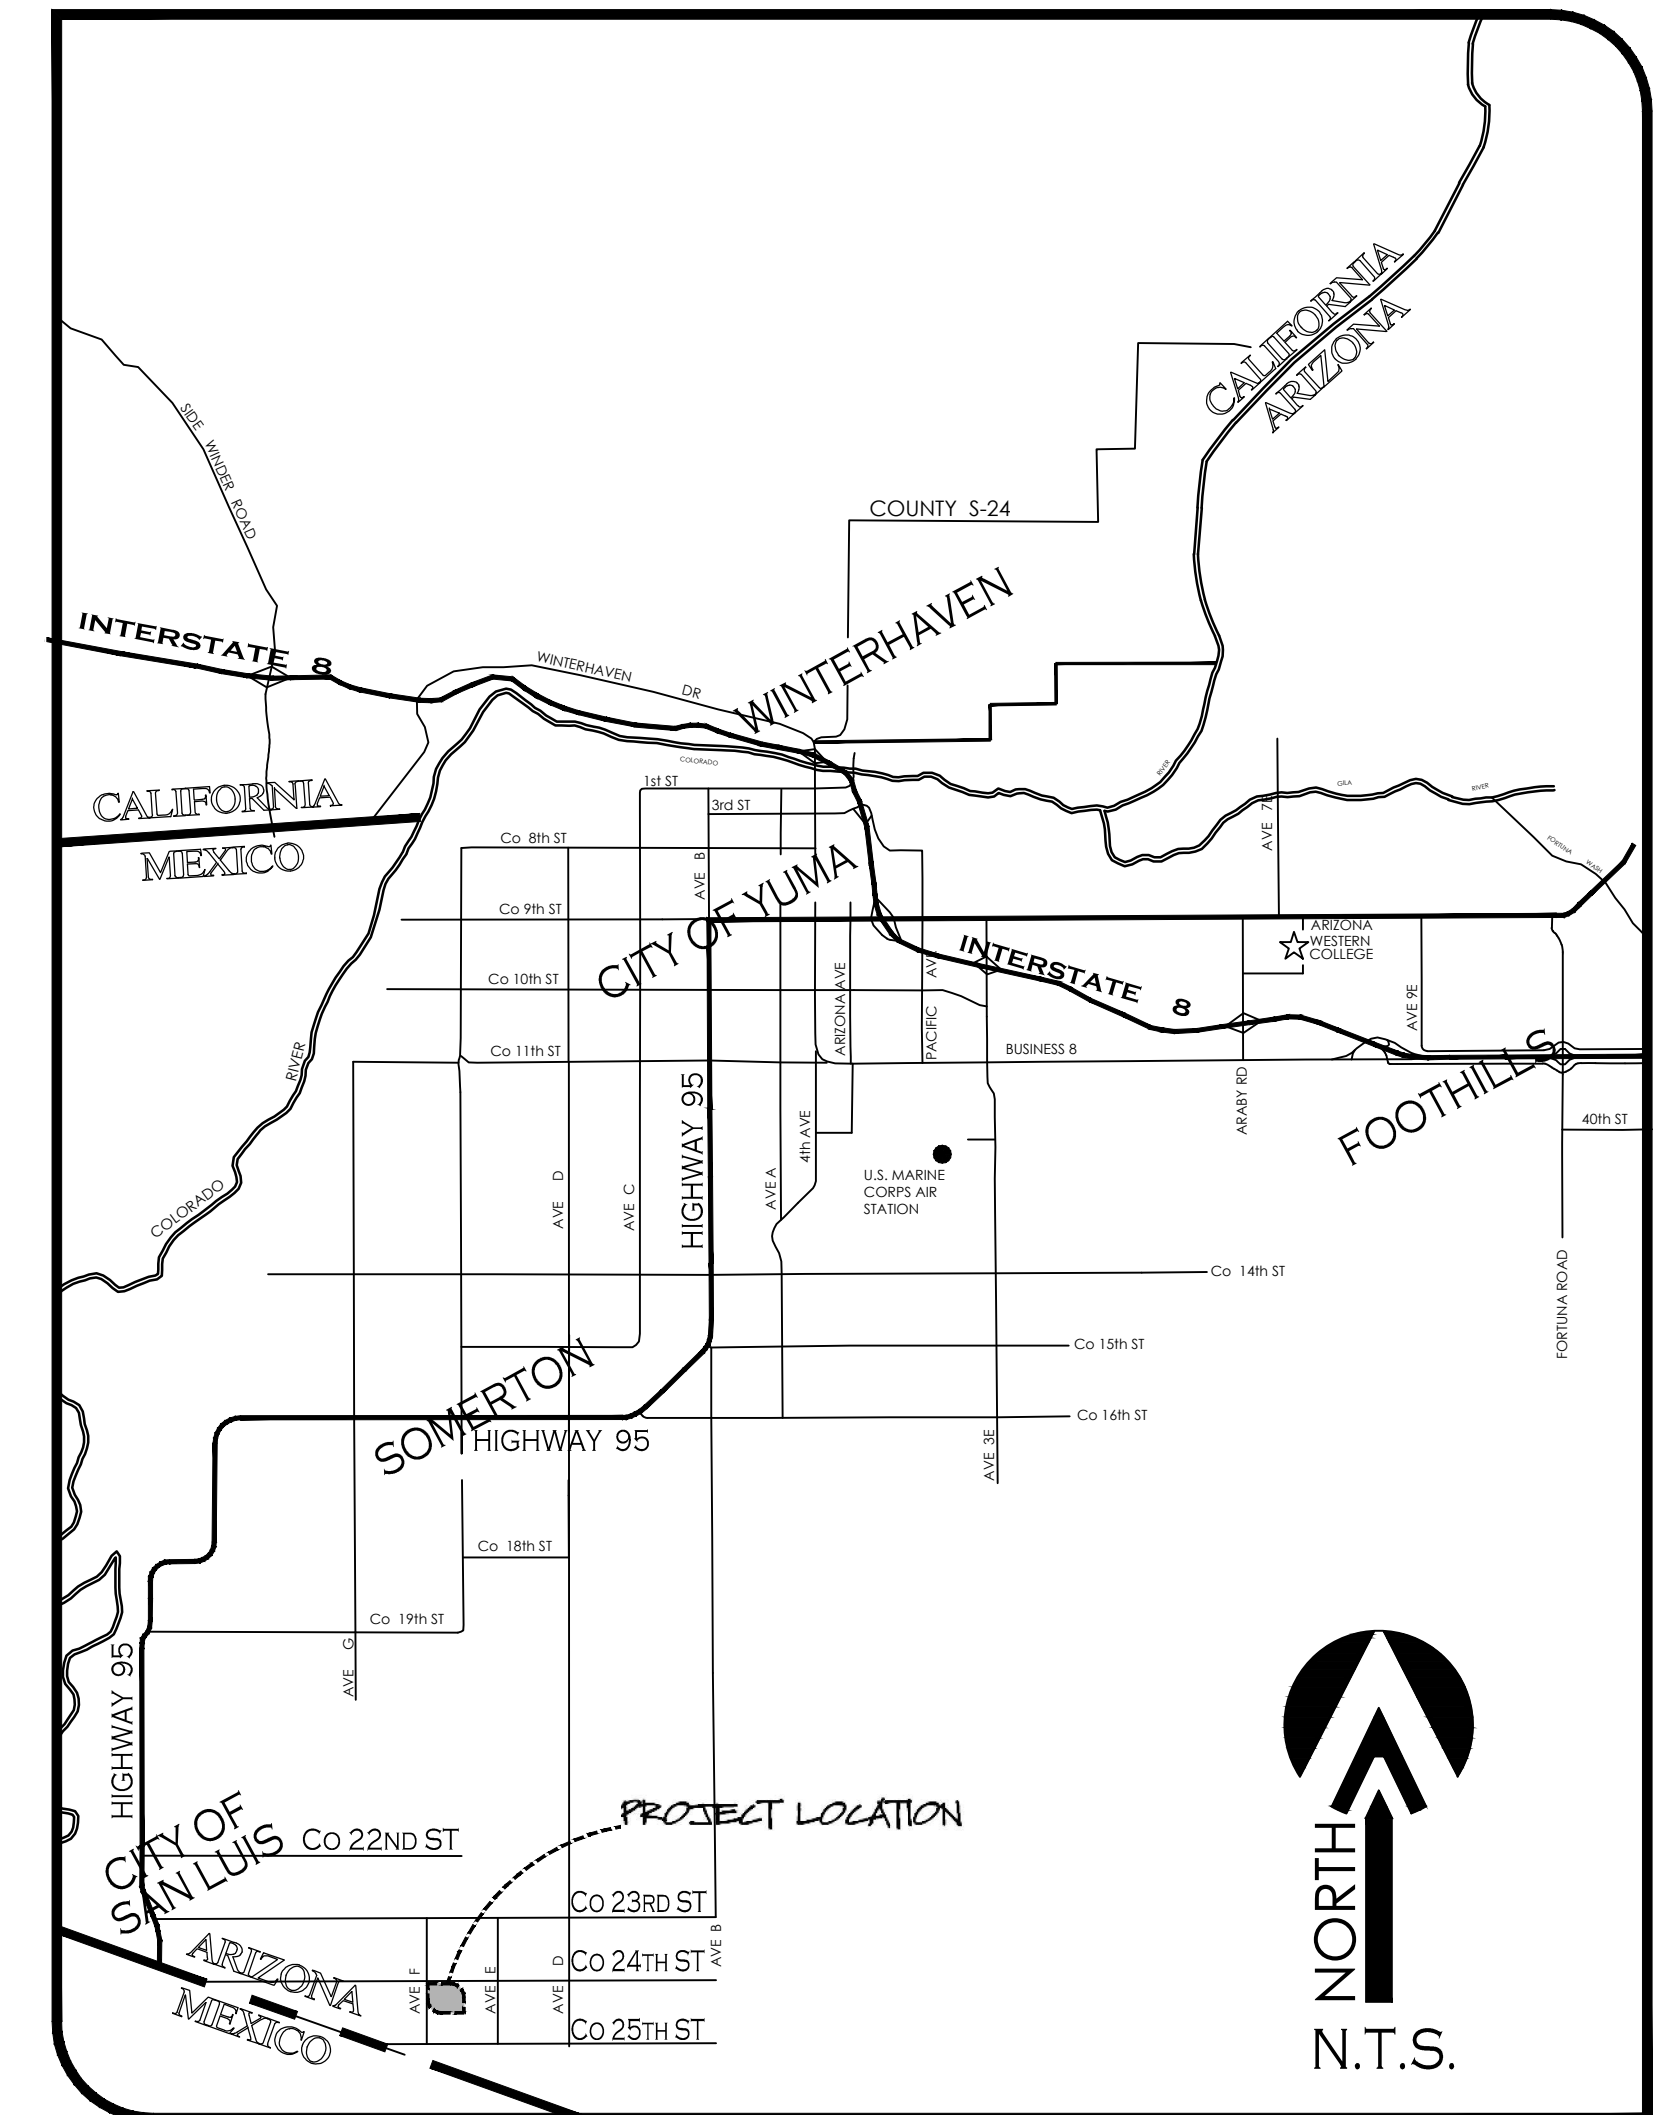 CALIFORNIA
ARIZONA
SIDE WINDER ROAD
COUNTY S-24
INTERSTATE 8
WINTERHAVEN DR
WINTERHAVEN
COLORADO
RIVER
GILA RIVER
FORTUNA WASH
CALIFORNIA
MEXICO
1st ST
3rd ST
Co 8th ST
AVE B
AVE 7E
CITY OF YUMA
Co 9th ST
ARIZONA
WESTERN
COLLEGE
INTERSTATE 8
Co 10th ST
ARIZONA AVE
PACIFIC AVE
AVE 9E
Co 11th ST
BUSINESS 8
RIVER
COLORADO
HIGHWAY 95
4th AVE
ARABY RD
FOOTHILLS
40th ST
AVE D
AVE C
AVE A
U.S. MARINE
CORPS AIR
STATION
Co 14th ST
FORTUNA ROAD
Co 15th ST
SOMERTON
HIGHWAY 95
Co 16th ST
AVE 3E
Co 18th ST
Co 19th ST
AVE G
HIGHWAY 95
PROJECT LOCATION
CITY OF
SAN LUIS
CO 22ND ST
CO 23RD ST
AVE B
CO 24TH ST
ARIZONA
MEXICO
AVE F
AVE E
AVE D
CO 25TH ST
NORTH
N.T.S.